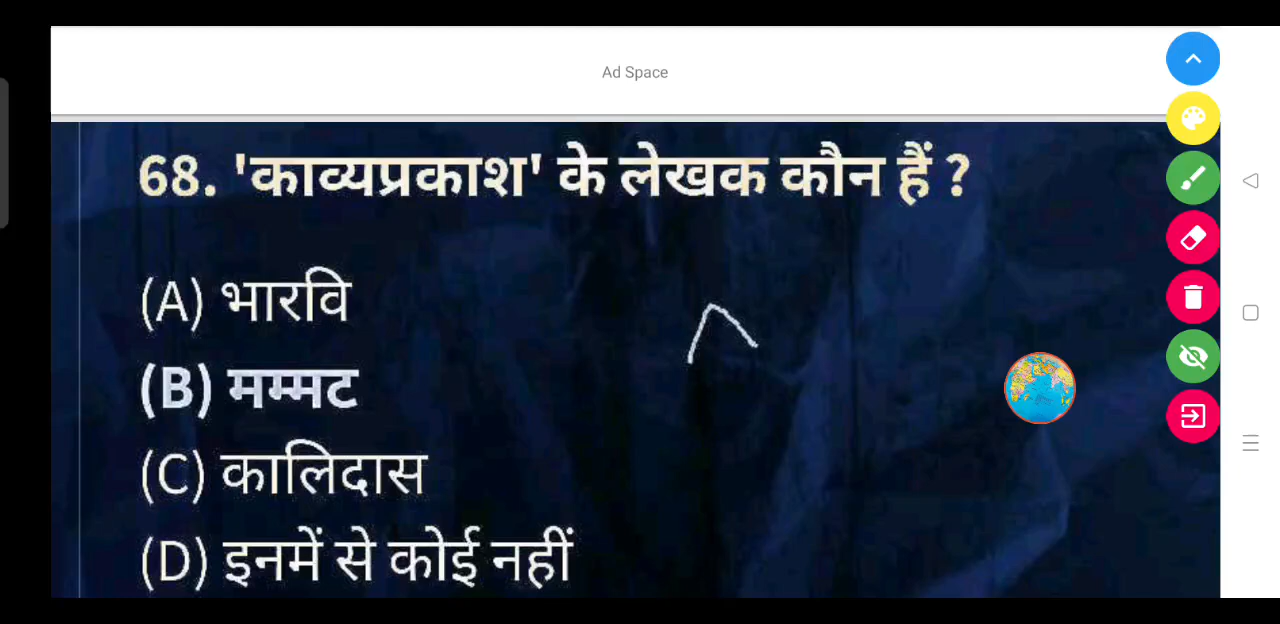 Ad Space
68. 'काव्यप्रकाश' के लेखक कौन हैं ?
(A) भारवि
(B) मम्मट
(C) कालिदास
(D) इनमें से कोई नहीं